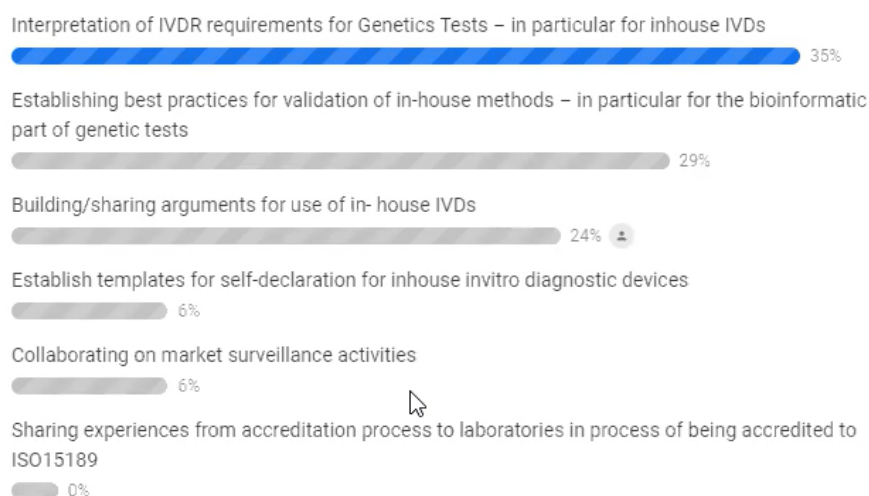 Interpretation of IVDR requirements for Genetics Tests – in particular for inhouse IVDs
35%
Establishing best practices for validation of in-house methods – in particular for the bioinformatic
part of genetic tests
29%
Building/sharing arguments for use of in- house IVDs
24%
Establish templates for self-declaration for inhouse invitro diagnostic devices
6%
Collaborating on market surveillance activities
6%
Sharing experiences from accreditation process to laboratories in process of being accredited to
ISO15189
0%